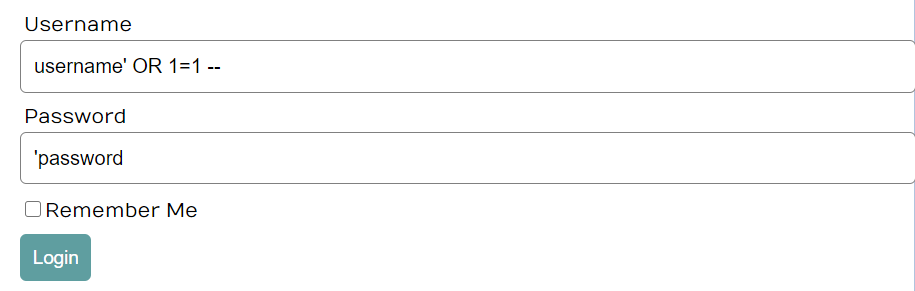 Username
username' OR 1=1 --
Password
'password
Remember Me
Login